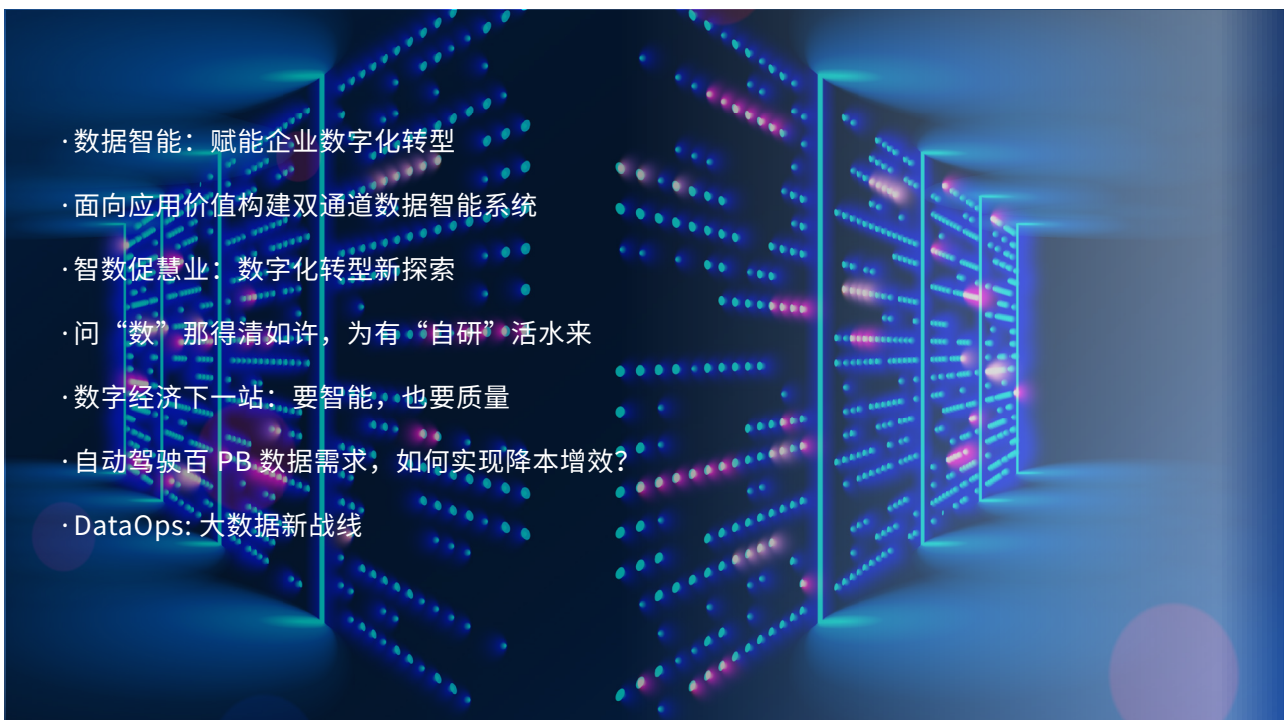 ·数据智能：赋能企业数字化转型
·面向应用价值构建双通道数据智能系统
·智数促慧业：数字化转型新探索
·问“数”那得清如许，为有“自研”活水来
·数字经济下一站：要智能，也要质量
·自动驾驶百 PB 数据需求，如何实现降本增效？
·DataOps: 大数据新战线